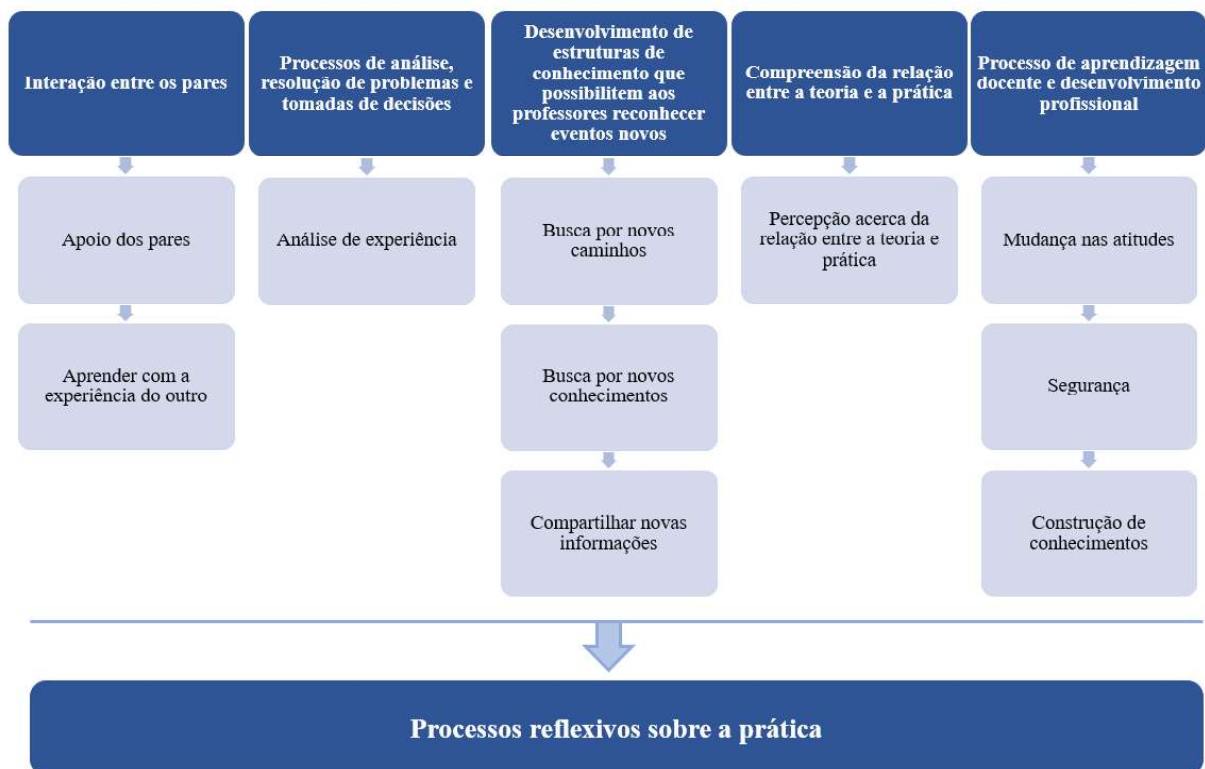 Interação entre os pares
Processos de análise,
resolução de problemas e
tomadas de decisões
Desenvolvimento de
estruturas de
conhecimento que
possibilitem aos
professores reconhecer
eventos novos
Compreensão da relação
entre a teoria e a prática
Processo de aprendizagem
docente e desenvolvimento
profissional
Apoio dos pares
Análise de experiência
Busca por novos
caminhos
Percepção acerca da
relação entre a teoria e
prática
Mudança nas atitudes
Aprender com a
experiência do outro
Busca por novos
conhecimentos
Segurança
Compartilhar novas
informações
Construção de
conhecimentos
Processos reflexivos sobre a prática